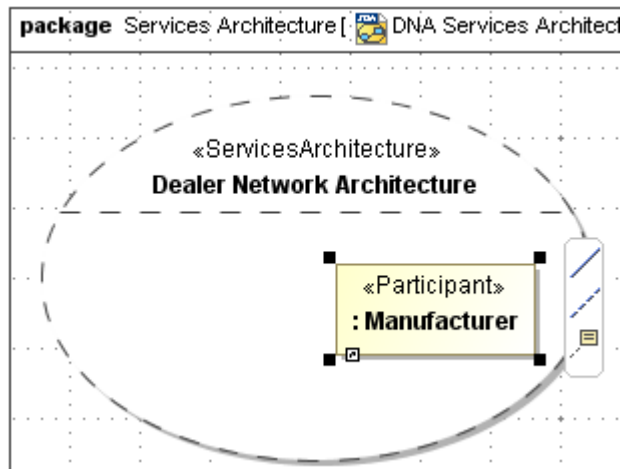 package Services Architecture [ DNA Services Architect
«ServicesArchitecture»
Dealer Network Architecture
«Participant»
: Manufacturer